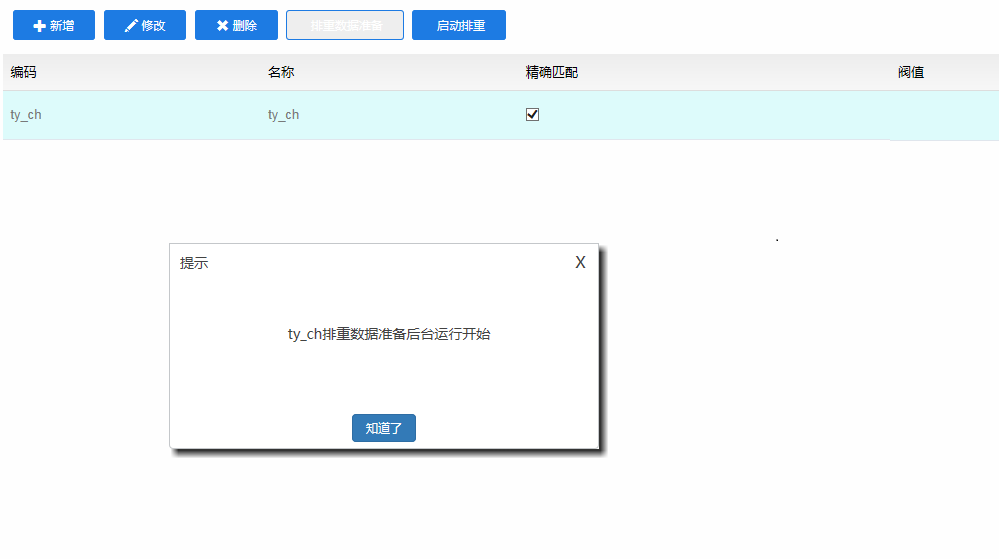 新增 修改 删除 排重数据准备 启动排重
编码 名称 精确匹配 阀值
ty_ch ty_ch
提示 X
ty_ch排重数据准备后台运行开始
知道了